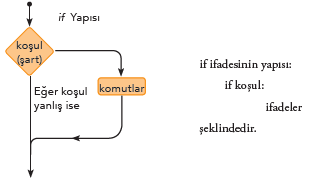 if Yapısı
koşul
(şart)
komutlar
Eğer koşul
yanlış ise
if ifadesinin yapısı:
if koşul:
ifadeler
şeklindedir.